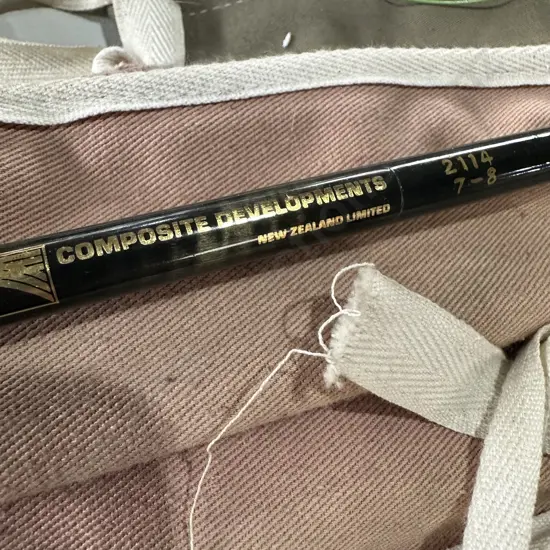 COMPOSITE DEVELOPMENTS
NEW ZEALAND LIMITED
2114
7-8